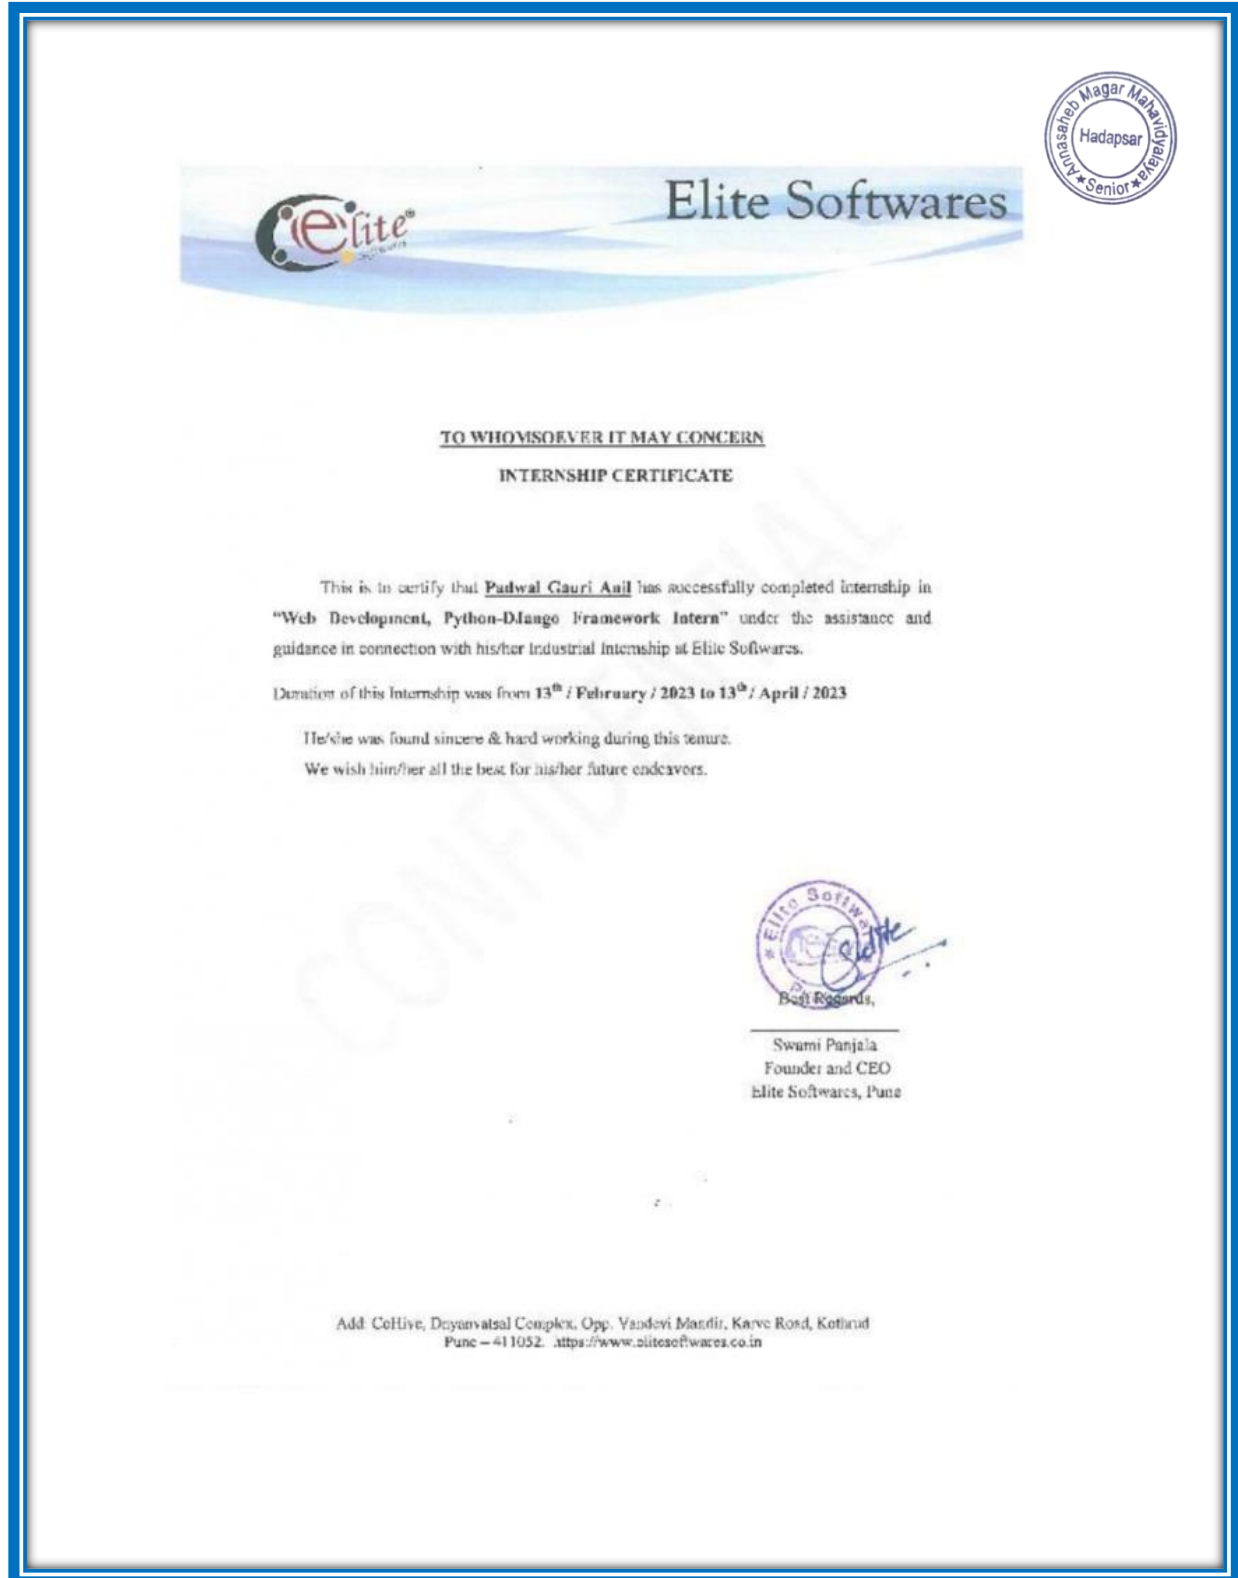 Annasaheb Magar Mahavidyalaya
Hadapsar
★ Senior ★
elite®
Elite Softwares
TO WHOMSOEVER IT MAY CONCERN
INTERNSHIP CERTIFICATE
This is to certify that Padwal Gauri Anil has successfully completed internship in
“Web Development, Python-DJango Framework Intern” under the assistance and
guidance in connection with his/her Industrial Internship at Elite Softwares.
Duration of this Internship was from 13th / February / 2023 to 13th / April / 2023
He/she was found sincere & hard working during this tenure.
We wish him/her all the best for his/her future endeavors.
CONFIDENTIAL
Elite Softwar
Best Regards,
Swami Panjala
Founder and CEO
Elite Softwares, Pune
Add: CoHive, Dnyanvatsal Complex, Opp. Vandevi Mandir, Karve Road, Kothrud
Pune – 411052. https://www.elitesoftwares.co.in